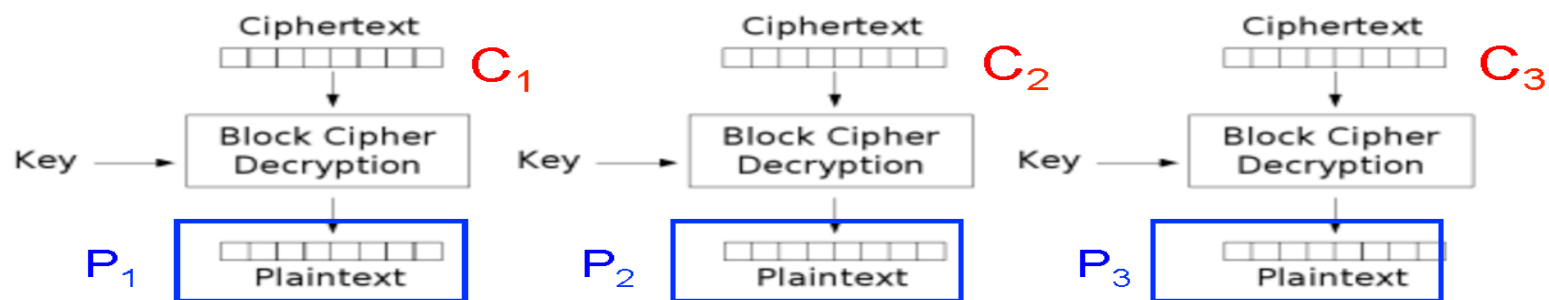 Ciphertext C₁
Ciphertext C₂
Ciphertext C₃
Key
Block Cipher
Decryption
Key
Block Cipher
Decryption
Key
Block Cipher
Decryption
P₁ Plaintext
P₂ Plaintext
P₃ Plaintext